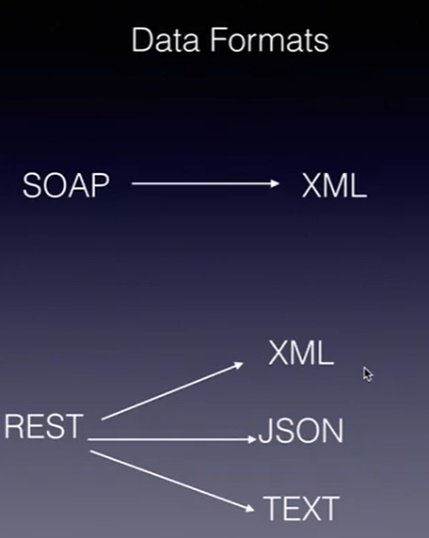 Data Formats
SOAP XML
XML
REST JSON
TEXT